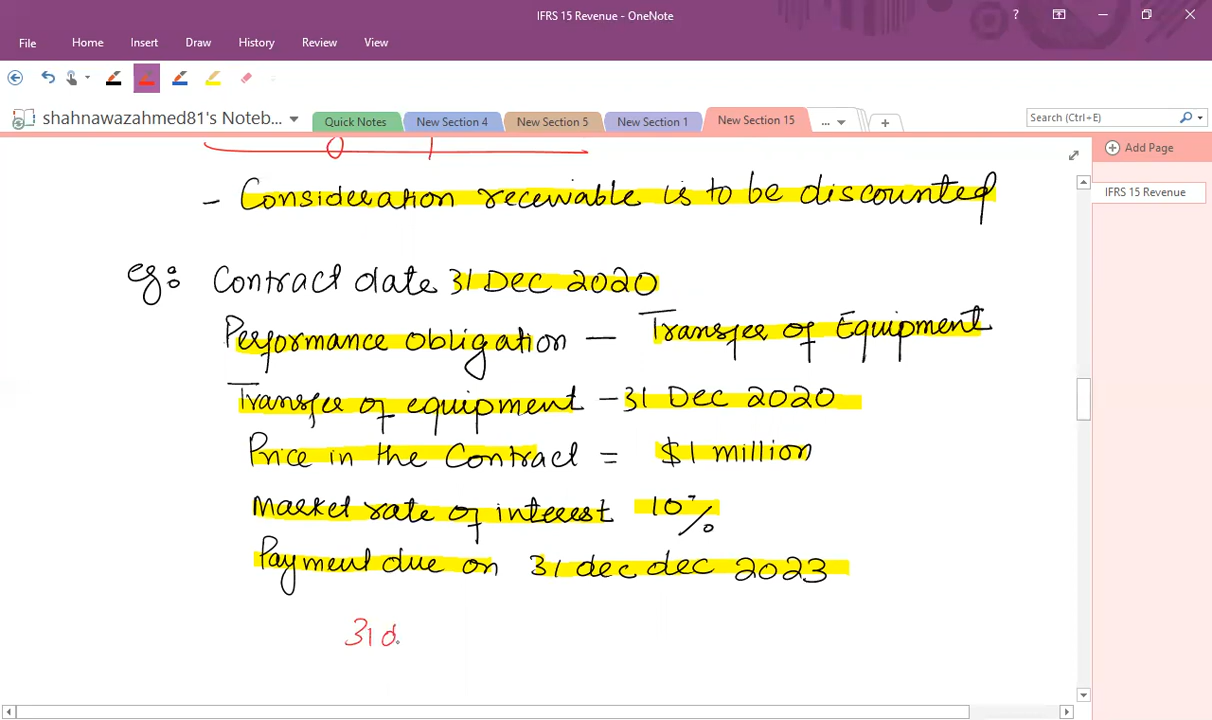 IFRS 15 Revenue - OneNote
?
File Home Insert Draw History Review View
shahnawazahmed81's Noteb... Quick Notes New Section 4 New Section 5 New Section 1 New Section 15 ... + Search (Ctrl+E)
Add Page
IFRS 15 Revenue
- Consideration receivable is to be discounted
eg: Contract date 31 Dec 2020
Performance obligation — Transfer of Equipment
Transfer of equipment - 31 Dec 2020
Price in the Contract = $1 million
Market rate of interest 10%
Payment due on 31 dec dec 2023
31 d